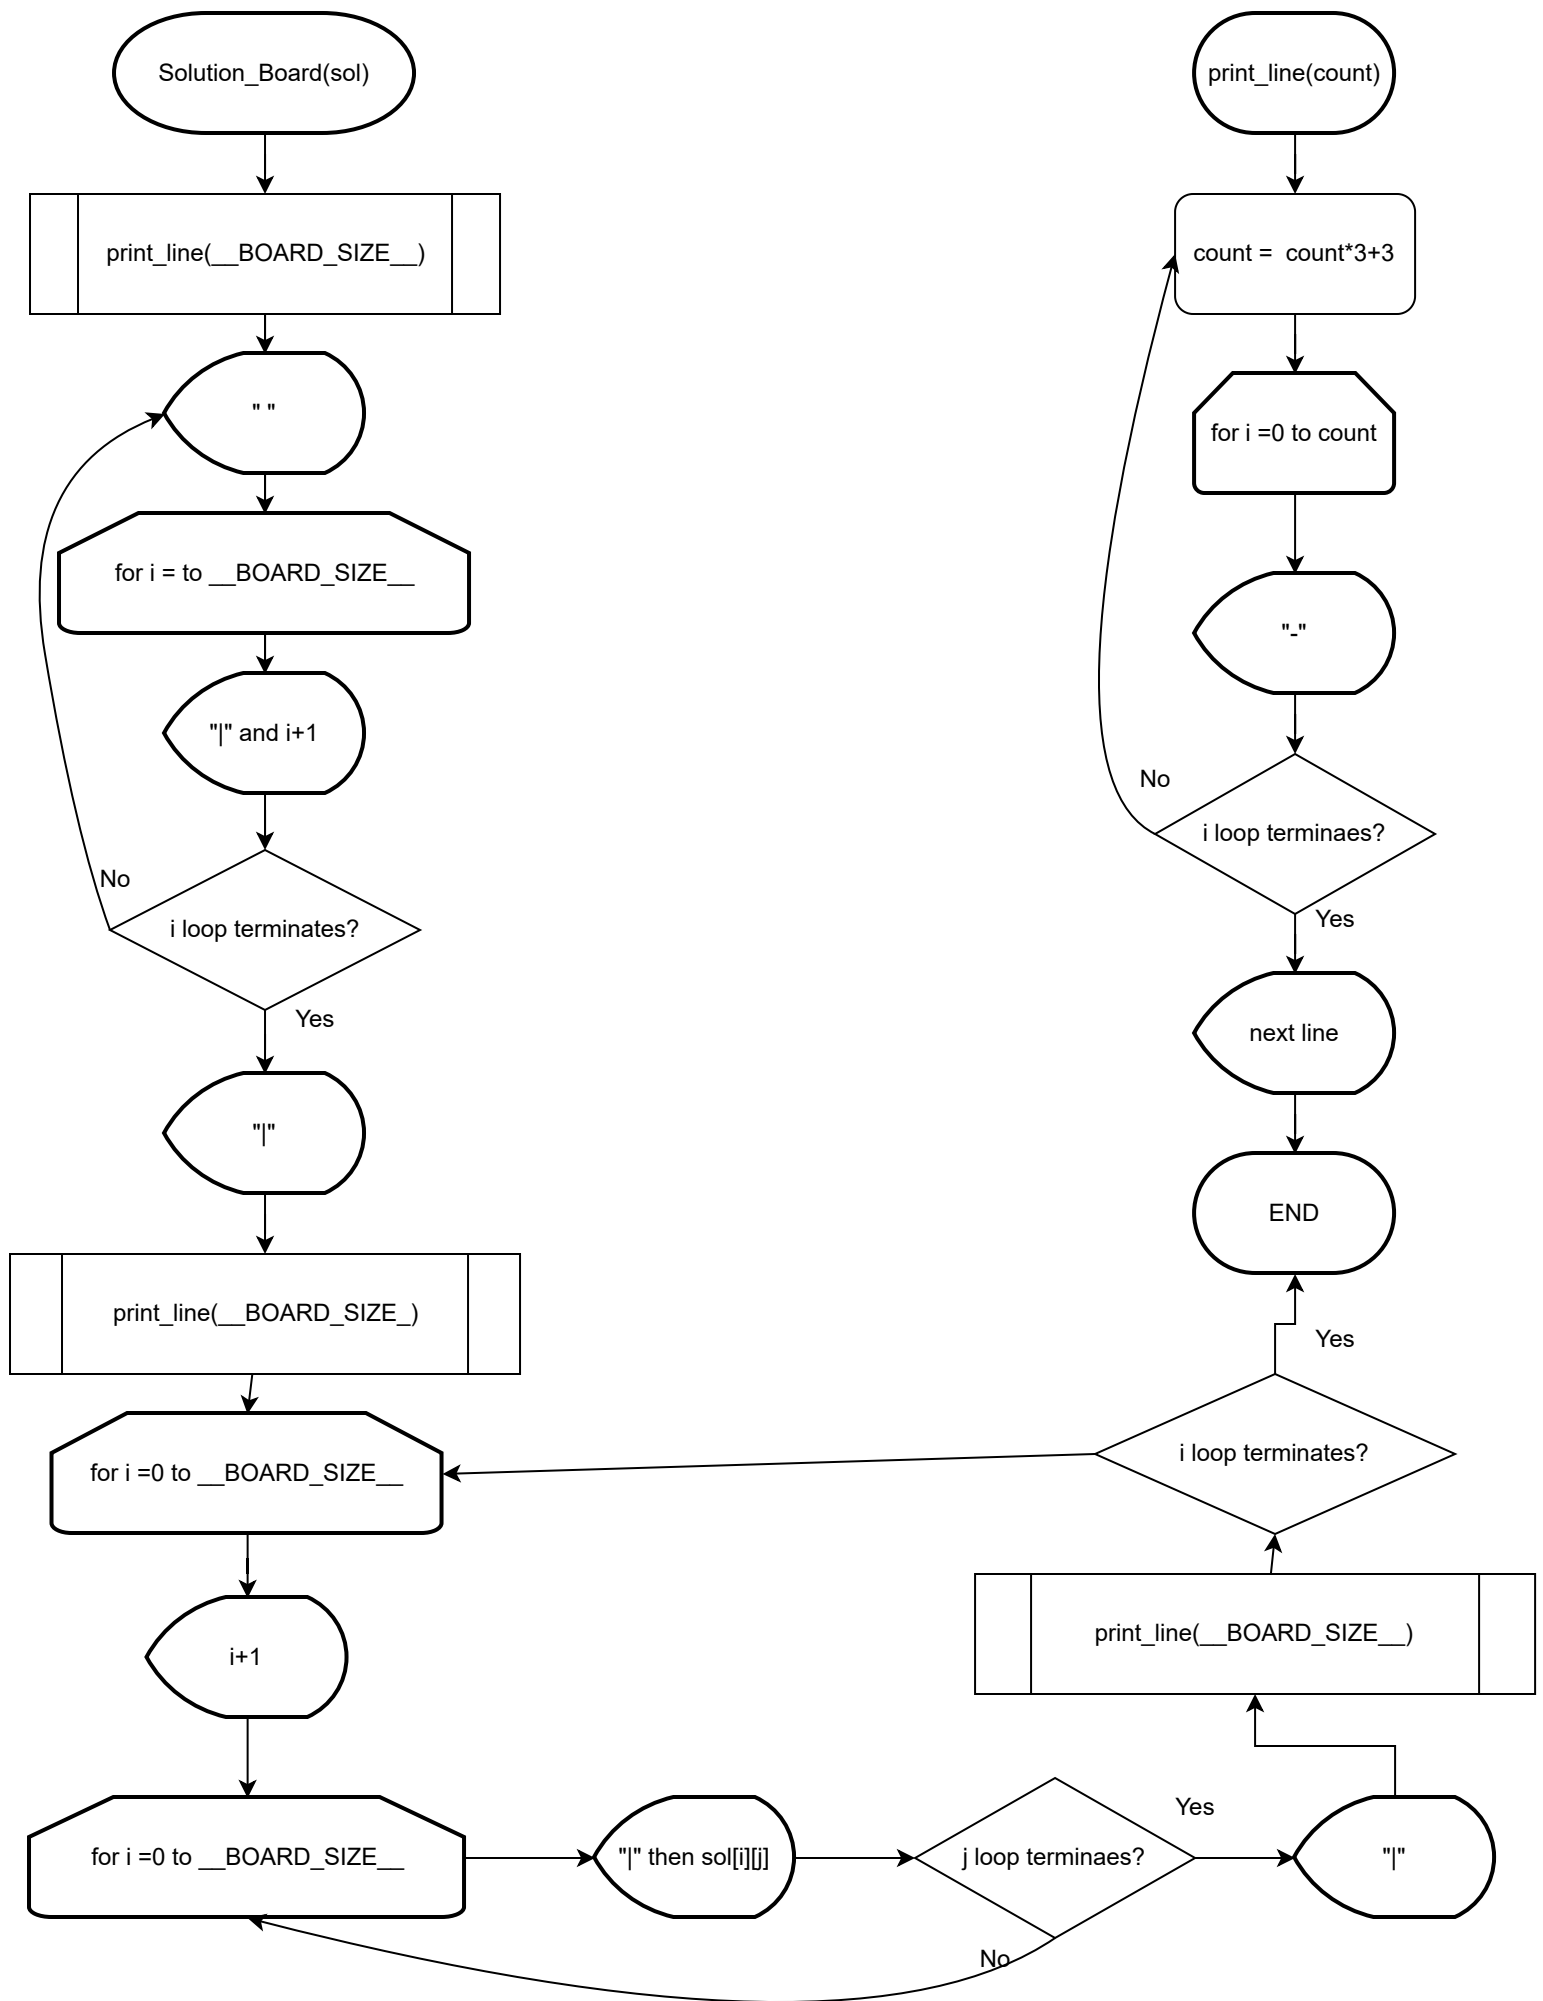 Solution_Board(sol)
print_line(__BOARD_SIZE__)
" "
for i = to __BOARD_SIZE__
"|" and i+1
No
i loop terminates?
Yes
"|"
print_line(__BOARD_SIZE_)
for i =0 to __BOARD_SIZE__
i+1
for i =0 to __BOARD_SIZE__
"|" then sol[i][j]
j loop terminaes?
No
Yes
"|"
print_line(__BOARD_SIZE__)
i loop terminates?
Yes
print_line(count)
count =  count*3+3
for i =0 to count
"-"
No
i loop terminaes?
Yes
next line
END